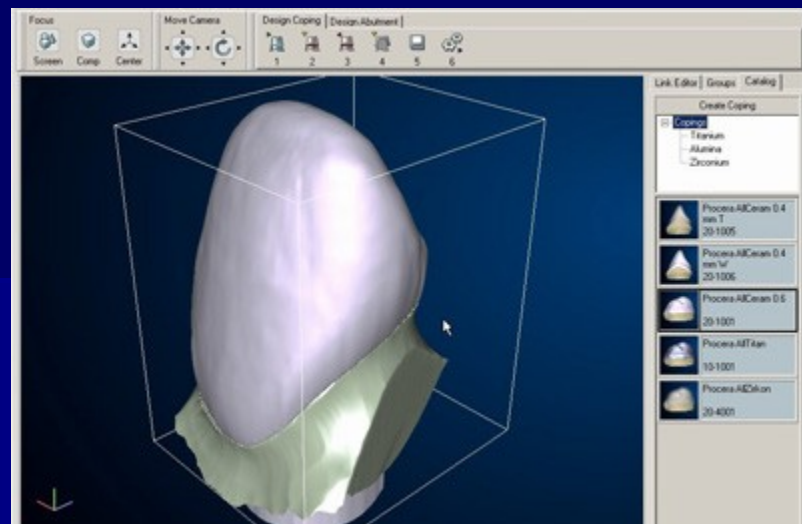 Focus
Move Camera
Design Coping
Design Abutment
Screen
Comp
Center
1
2
3
4
5
6
Link Editor
Groups
Catalog
Create Coping
Copings
Titanium
Alumina
Zirconium
Procera AllCeram 0.4
mm T
20-1005
Procera AllCeram 0.4
mm W
20-1006
Procera AllCeram 0.6
20-1001
Procera AllTitan
10-1001
Procera AllZirkon
20-4001